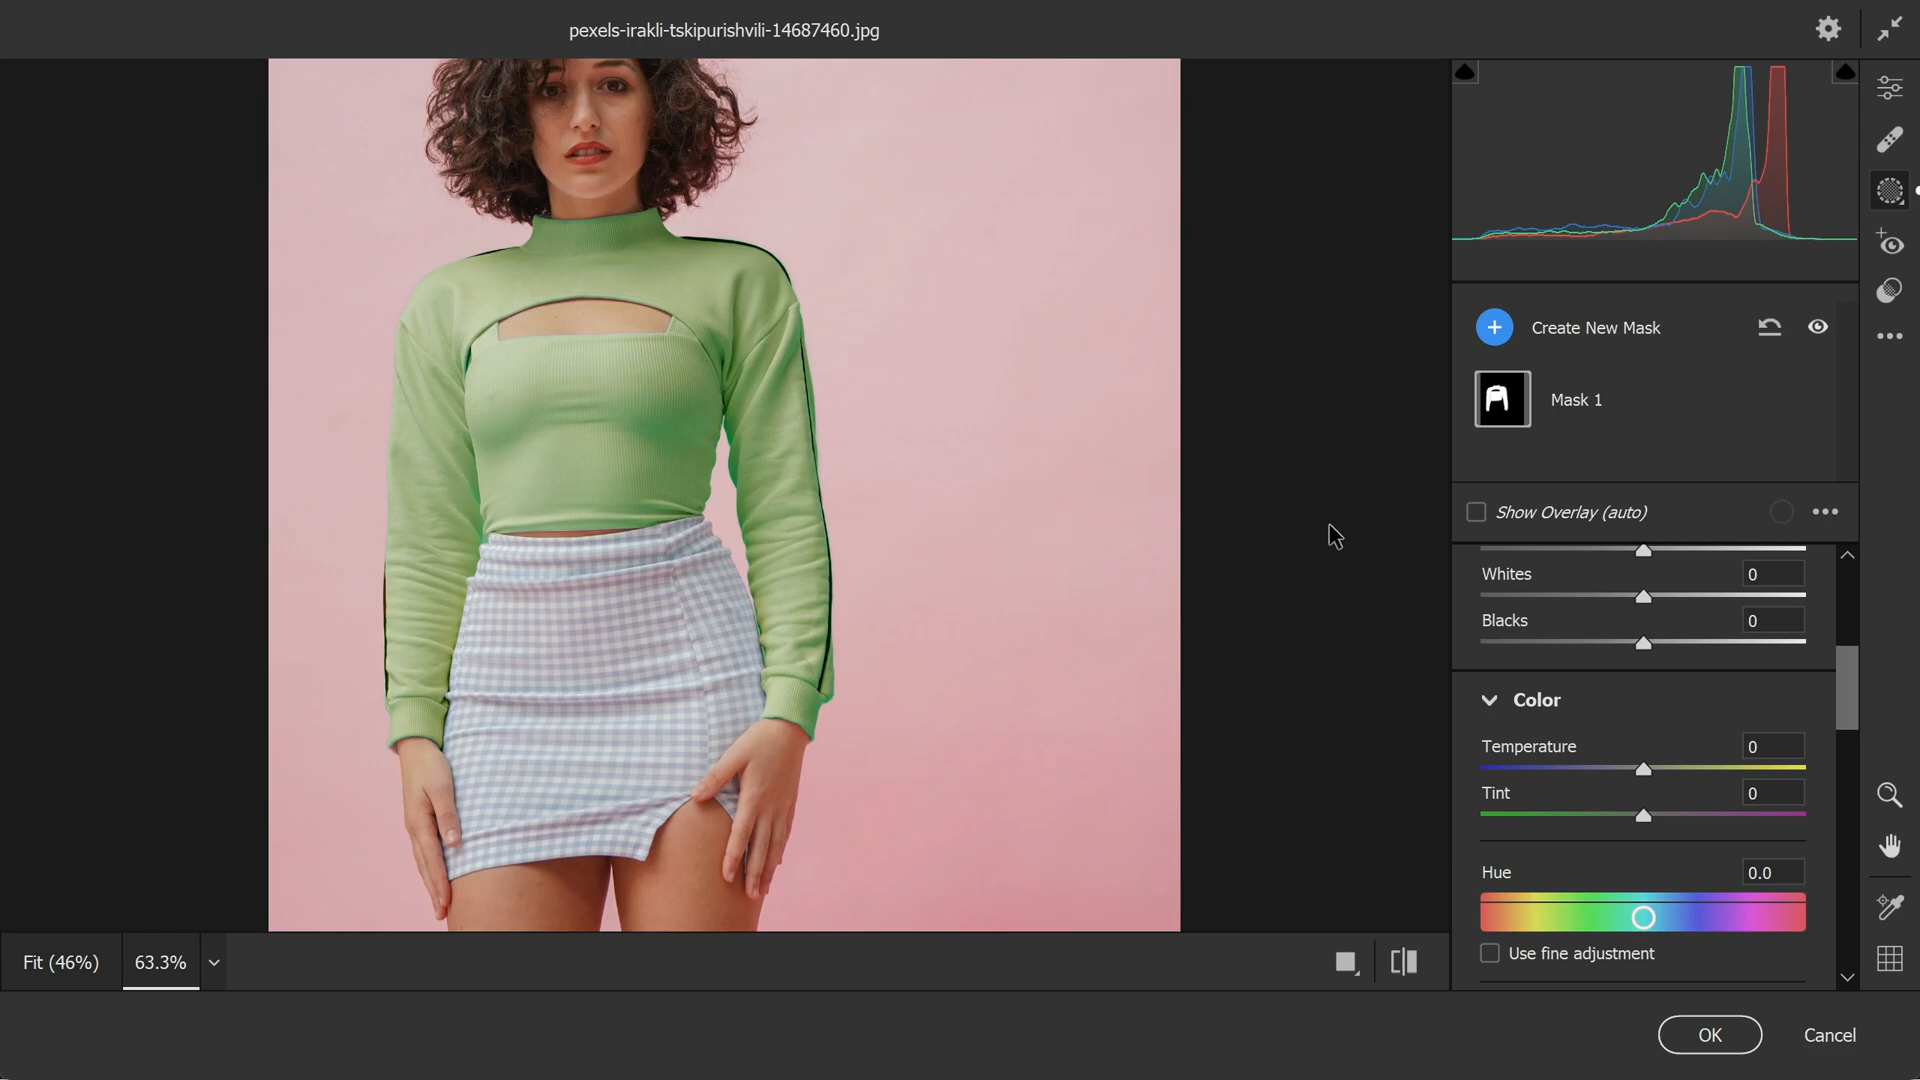 pexels-irakli-tskipurishvili-14687460.jpg
Create New Mask
Mask 1
Show Overlay (auto)
Whites 0
Blacks 0
Color
Temperature 0
Tint 0
Hue 0.0
Use fine adjustment
Fit (46%) 63.3%
OK Cancel